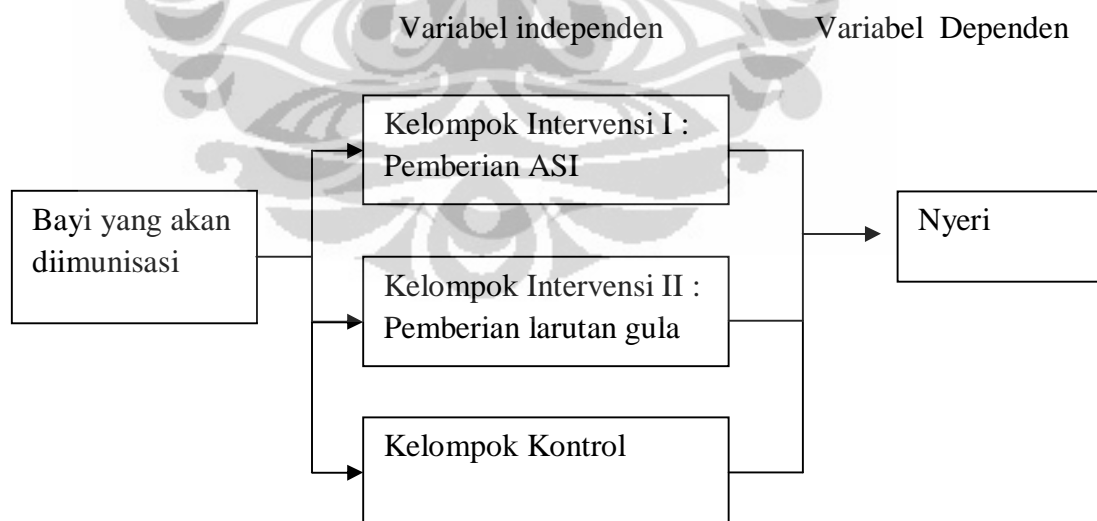 Variabel independen Variabel Dependen
Kelompok Intervensi I :
Pemberian ASI
Bayi yang akan
diimunisasi
Nyeri
Kelompok Intervensi II :
Pemberian larutan gula
Kelompok Kontrol